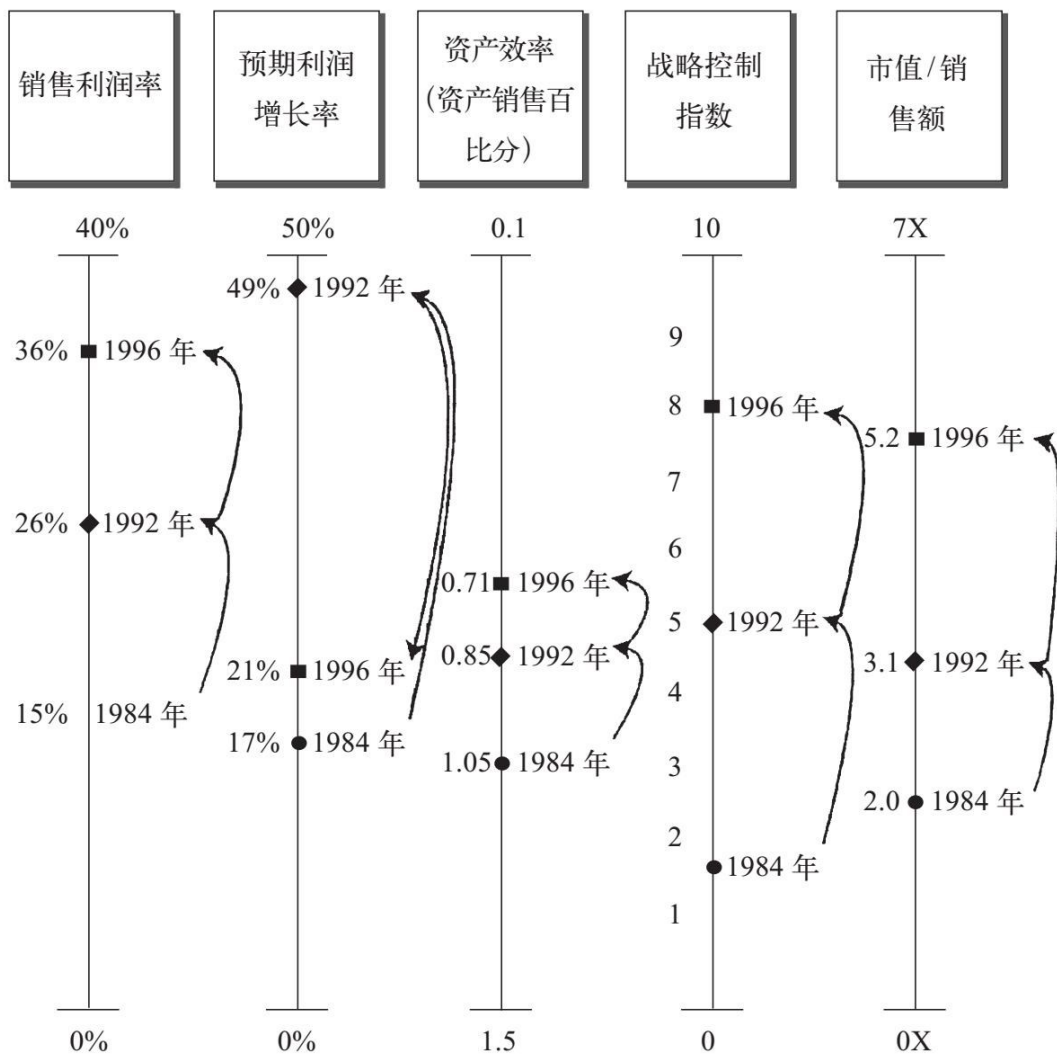 销售利润率
预期利润
增长率
资产效率
(资产销售百
比分)
战略控制
指数
市值/销
售额
40%
36% 1996 年
26% 1992 年
15% 1984 年
0%
50%
49% 1992 年
21% 1996 年
17% 1984 年
0%
0.1
0.71 1996 年
0.85 1992 年
1.05 1984 年
1.5
10
9
8 1996 年
7
6
5 1992 年
4
3
2
1984 年
1
0
7X
5.2 1996 年
3.1 1992 年
2.0 1984 年
0X